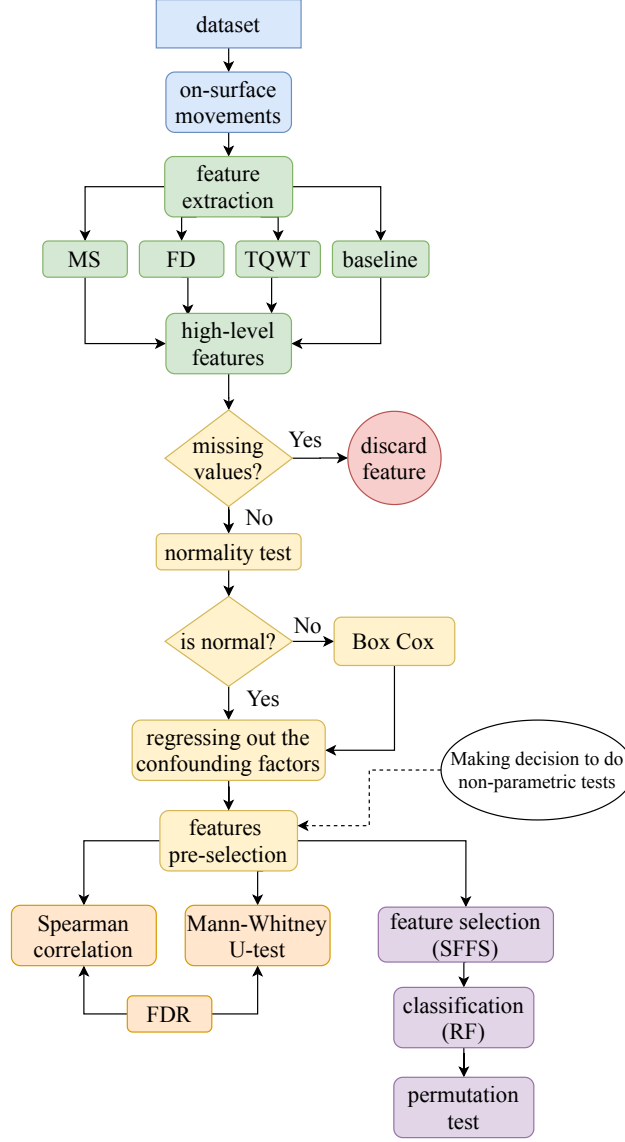 dataset
on-surface
movements
feature
extraction
MS
FD
TQWT
baseline
high-level
features
missing
values?
Yes
discard
feature
No
normality test
is normal?
No
Box Cox
Yes
regressing out the
confounding factors
Making decision to do
non-parametric tests
features
pre-selection
Spearman
correlation
Mann-Whitney
U-test
feature selection
(SFFS)
FDR
classification
(RF)
permutation
test